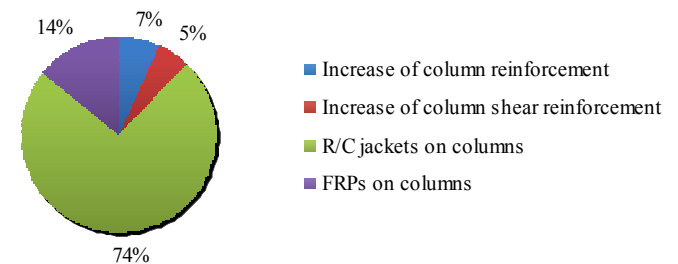 14%
7%
5%
74%
Increase of column reinforcement
Increase of column shear reinforcement
R/C jackets on columns
FRPs on columns